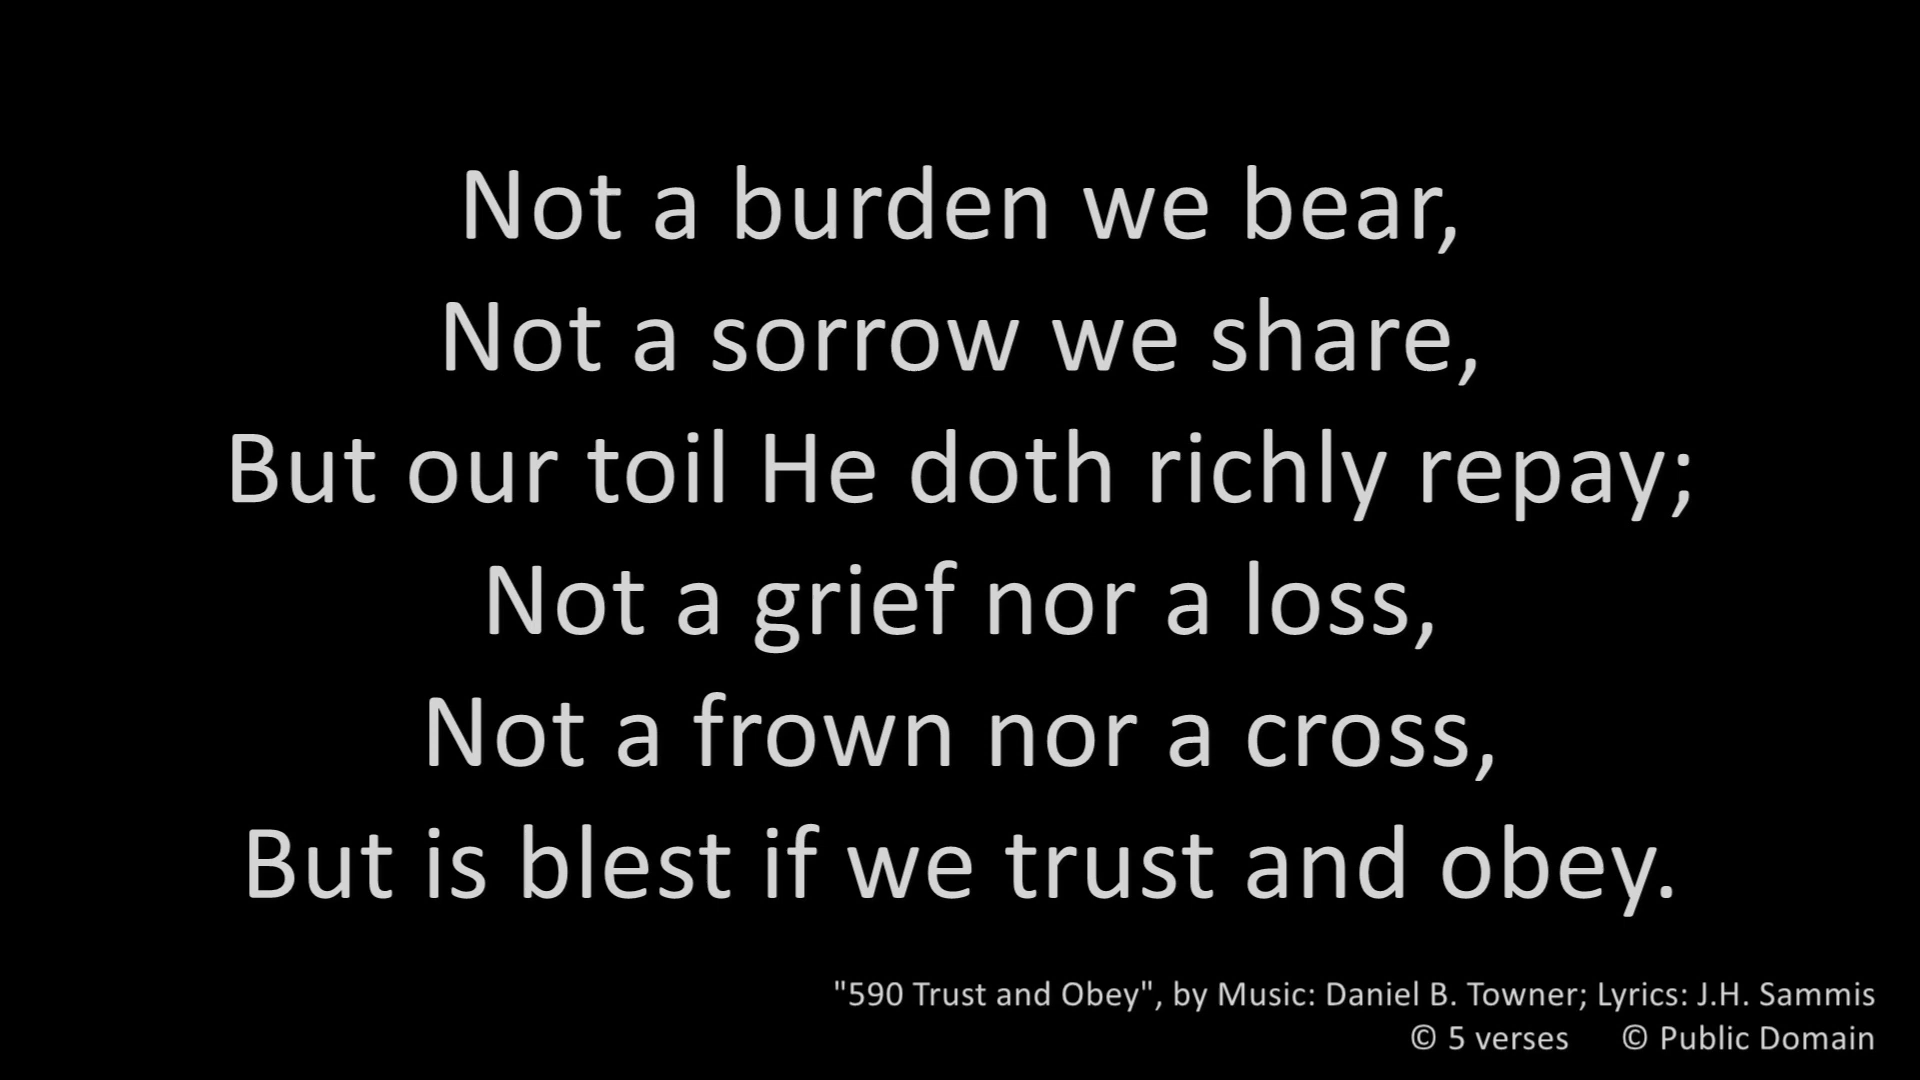 Not a burden we bear,
Not a sorrow we share,
But our toil He doth richly repay;
Not a grief nor a loss,
Not a frown nor a cross,
But is blest if we trust and obey.
"590 Trust and Obey", by Music: Daniel B. Towner; Lyrics: J.H. Sammis
© 5 verses © Public Domain